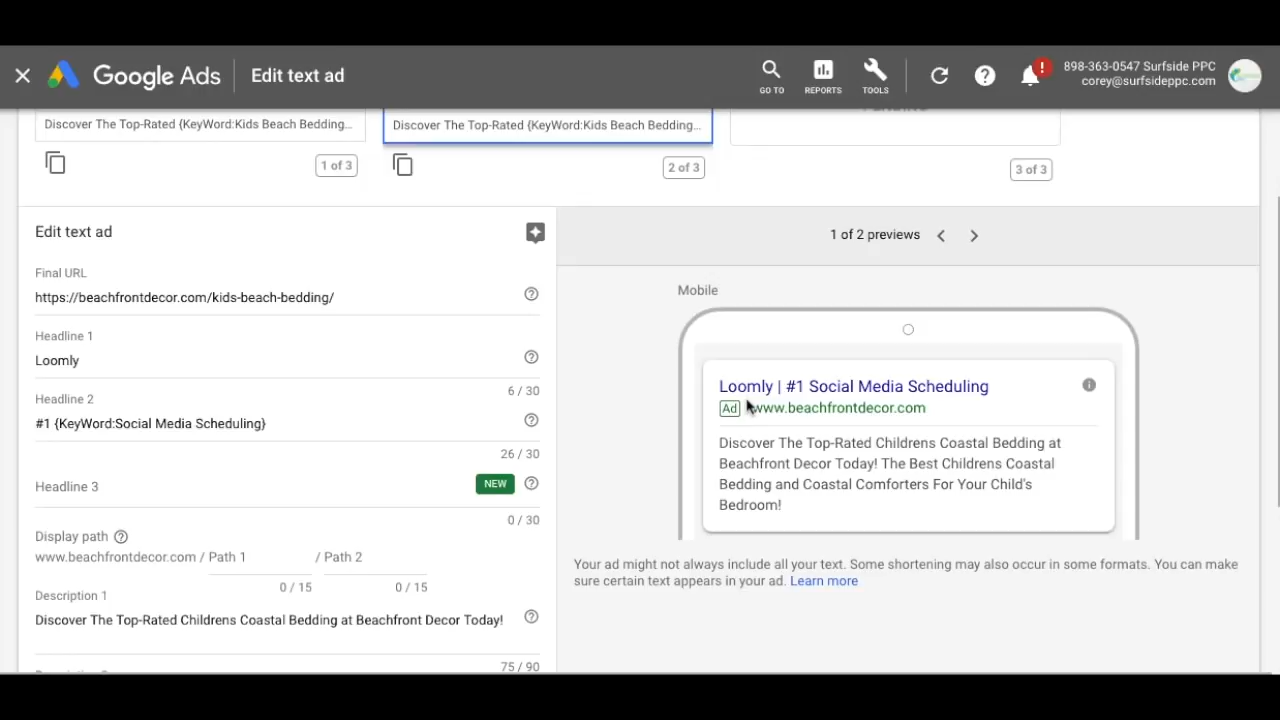 Google Ads
Edit text ad
GO TO
REPORTS
TOOLS
!
898-363-0547 Surfside PPC
corey@surfsideppc.com
Discover The Top-Rated {KeyWord:Kids Beach Bedding...
Discover The Top-Rated {KeyWord:Kids Beach Bedding...
1 of 3
2 of 3
3 of 3
Edit text ad
1 of 2 previews
Final URL
https://beachfrontdecor.com/kids-beach-bedding/
Headline 1
Loomly
6 / 30
Headline 2
#1 {KeyWord:Social Media Scheduling}
26 / 30
Headline 3
NEW
0 / 30
Display path
www.beachfrontdecor.com / Path 1 / Path 2
0 / 15
0 / 15
Description 1
Discover The Top-Rated Childrens Coastal Bedding at Beachfront Decor Today!
75 / 90
Mobile
Loomly | #1 Social Media Scheduling
Ad www.beachfrontdecor.com
Discover The Top-Rated Childrens Coastal Bedding at
Beachfront Decor Today! The Best Childrens Coastal
Bedding and Coastal Comforters For Your Child's
Bedroom!
Your ad might not always include all your text. Some shortening may also occur in some formats. You can make
sure certain text appears in your ad. Learn more